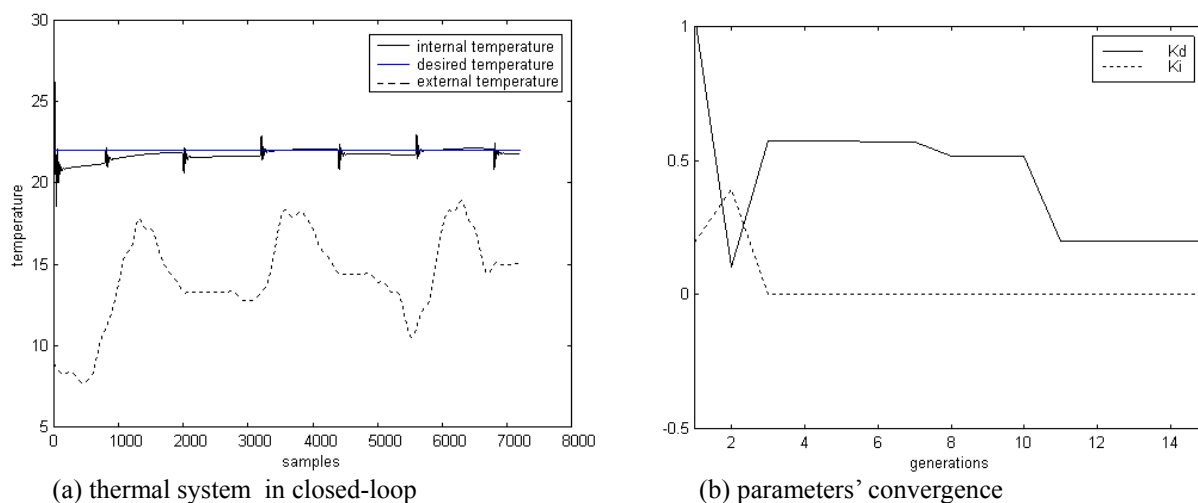 30
25
20
15
10
5
temperature
internal temperature
desired temperature
external temperature
0 1000 2000 3000 4000 5000 6000 7000 8000
samples
(a) thermal system in closed-loop
1
0.5
0
-0.5
Kd
Ki
2 4 6 8 10 12 14
generations
(b) parameters’ convergence